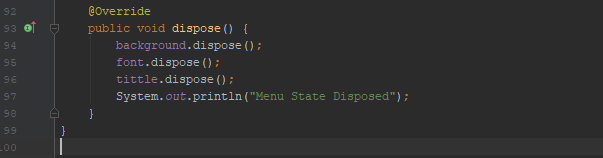 92 @Override
93 public void dispose() {
94 background.dispose();
95 font.dispose();
96 tittle.dispose();
97 System.out.println("Menu State Disposed");
98 }
99 }
100